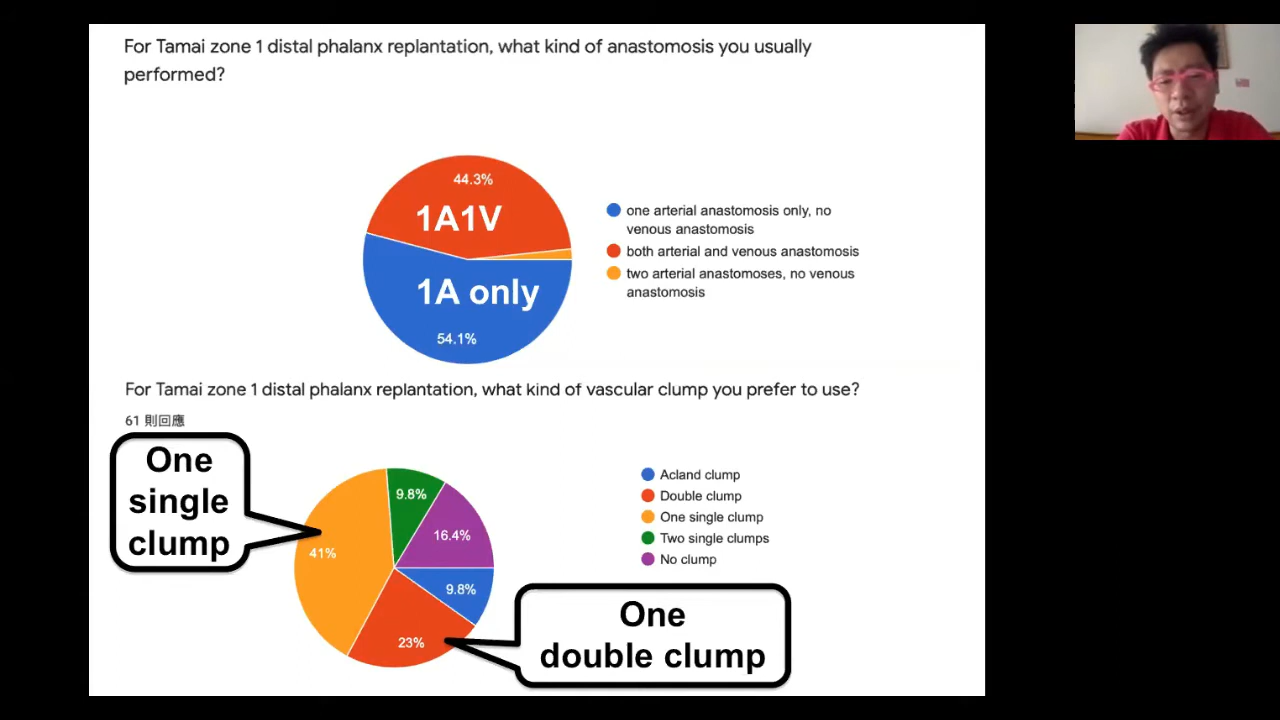 For Tamai zone 1 distal phalanx replantation, what kind of anastomosis you usually
performed?
44.3%
1A1V
1A only
54.1%
one arterial anastomosis only, no
venous anastomosis
both arterial and venous anastomosis
two arterial anastomoses, no venous
anastomosis
For Tamai zone 1 distal phalanx replantation, what kind of vascular clump you prefer to use?
61 則回應
One
single
clump
9.8%
16.4%
41%
9.8%
23%
Acland clump
Double clump
One single clump
Two single clumps
No clump
One
double clump